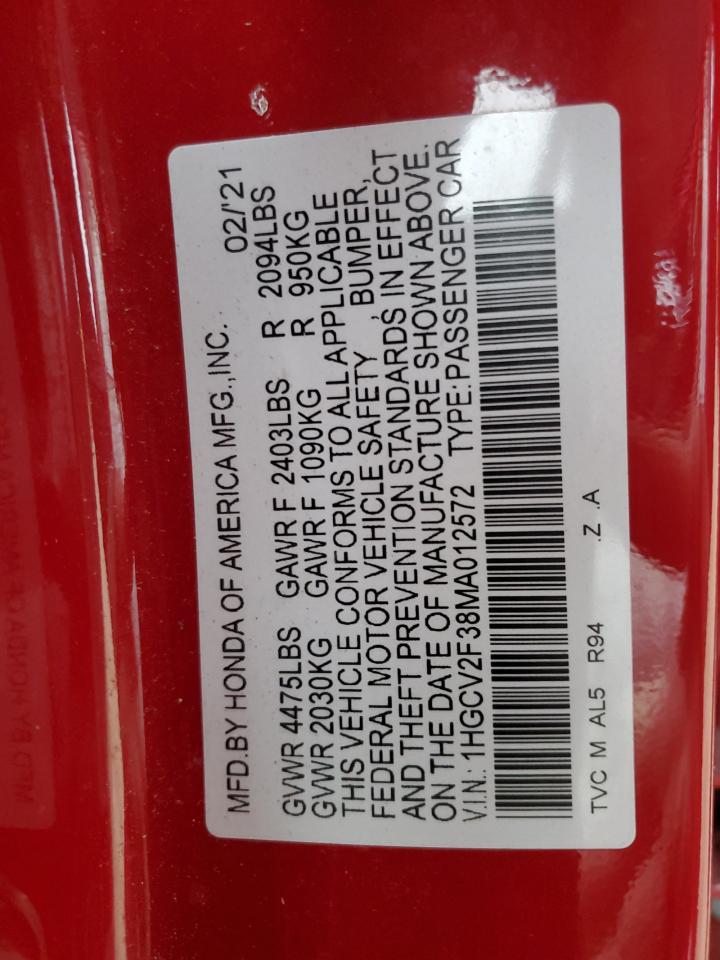 MFD.BY HONDA OF AMERICA MFG.,INC. 02/'21
GVWR 4475LBS GAWR F 2403LBS R 2094LBS
GVWR 2030KG GAWR F 1090KG R 950KG
THIS VEHICLE CONFORMS TO ALL APPLICABLE
FEDERAL MOTOR VEHICLE SAFETY , BUMPER,
AND THEFT PREVENTION STANDARDS IN EFFECT
ON THE DATE OF MANUFACTURE SHOWN ABOVE.
V.I.N.: 1HGCV2F38MA012572 TYPE:PASSENGER CAR
TVC M AL5 R94 .Z .A